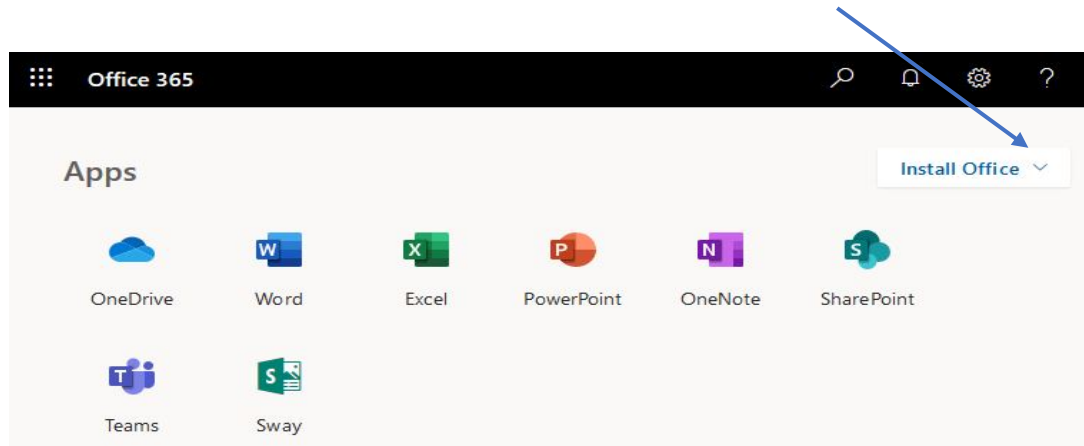 Office 365 ?
Apps
Install Office
W X P N S
OneDrive Word Excel PowerPoint OneNote SharePoint
T S
Teams Sway